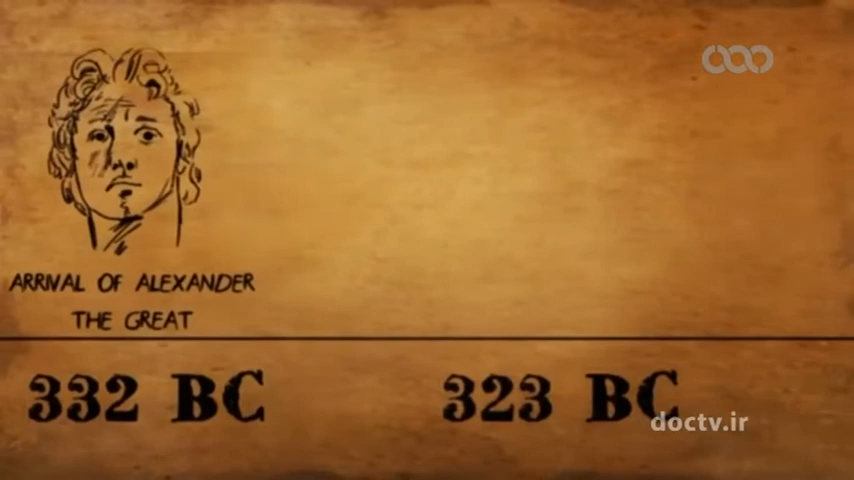 ARRIVAL OF ALEXANDER
THE GREAT
332 BC
323 BC
doctv.ir